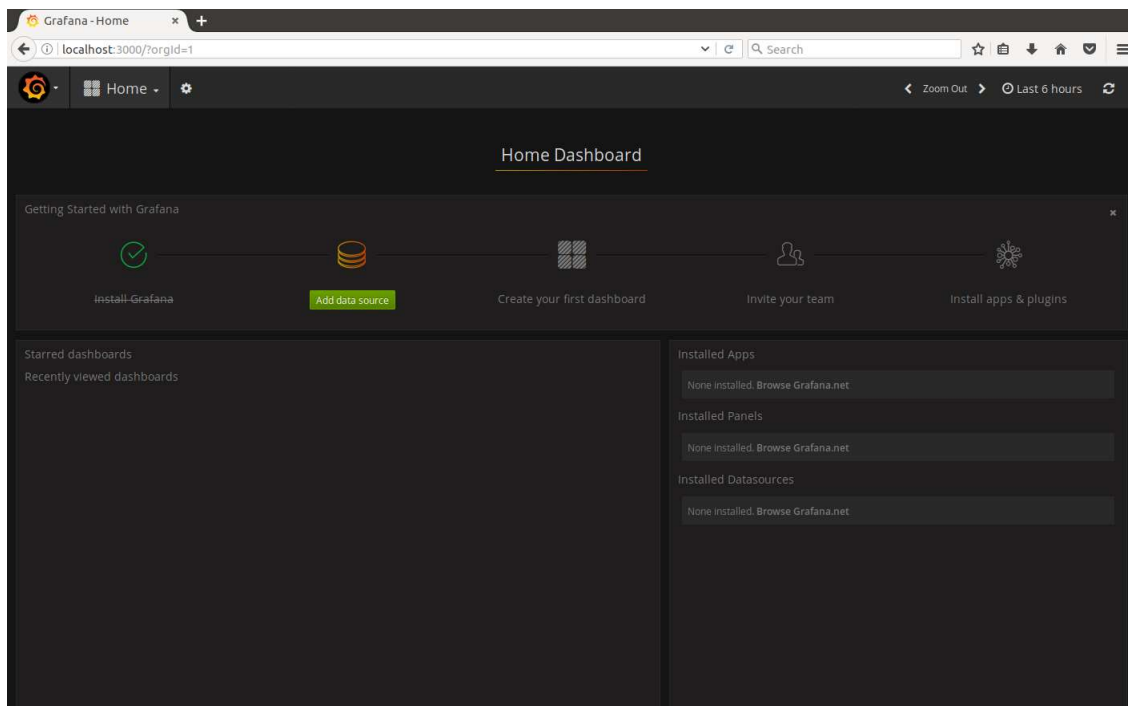 Grafana - Home
localhost:3000/?orgId=1
Search
Home
Zoom Out
Last 6 hours
Home Dashboard
Getting Started with Grafana
Install Grafana
Add data source
Create your first dashboard
Invite your team
Install apps & plugins
Starred dashboards
Recently viewed dashboards
Installed Apps
None installed. Browse Grafana.net
Installed Panels
None installed. Browse Grafana.net
Installed Datasources
None installed. Browse Grafana.net